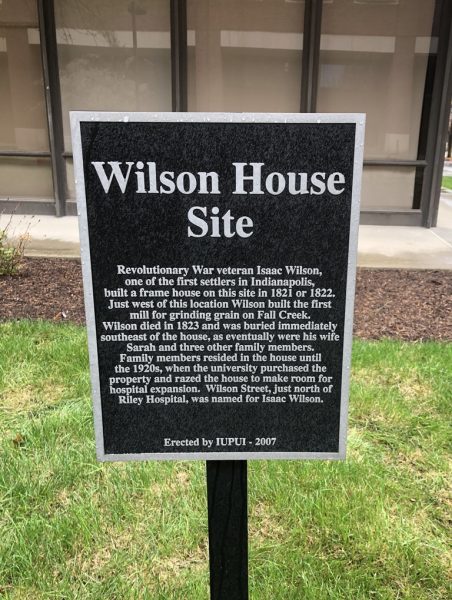 Wilson House
Site
Revolutionary War veteran Isaac Wilson,
one of the first settlers in Indianapolis,
built a frame house on this site in 1821 or 1822.
Just west of this location Wilson built the first
mill for grinding grain on Fall Creek.
Wilson died in 1823 and was buried immediately
southeast of the house, as eventually were his wife
Sarah and three other family members.
Family members resided in the house until
the 1920s, when the university purchased the
property and razed the house to make room for
hospital expansion. Wilson Street, just north of
Riley Hospital, was named for Isaac Wilson.
Erected by IUPUI - 2007